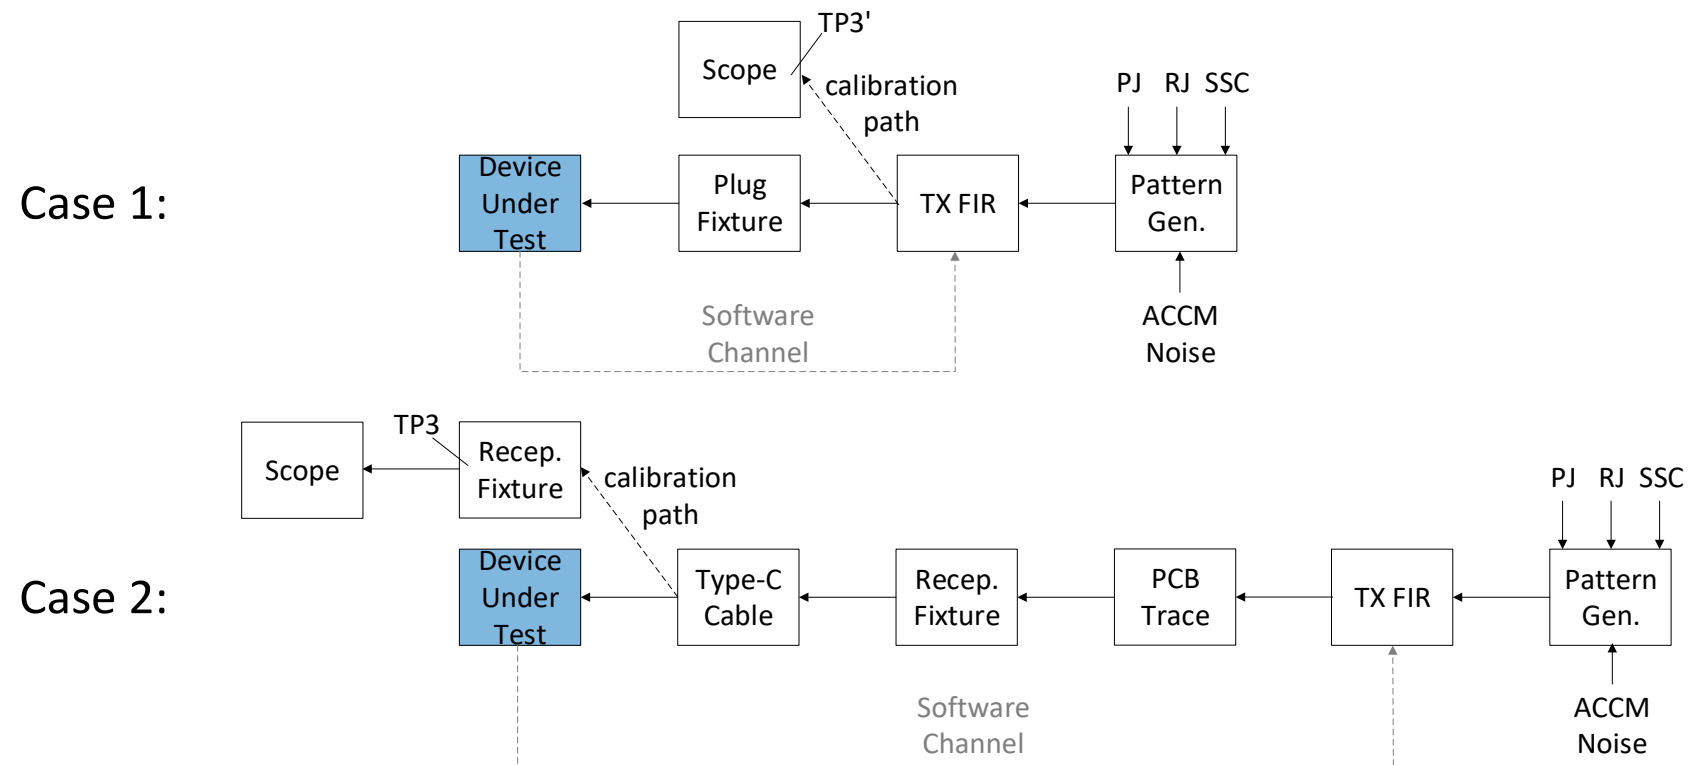 TP3'
Scope
calibration
path
PJ RJ SSC
Case 1:
Device
Under
Test
Plug
Fixture
TX FIR
Pattern
Gen.
Software
Channel
ACCM
Noise
TP3
Scope
Recep.
Fixture
calibration
path
PJ RJ SSC
Case 2:
Device
Under
Test
Type-C
Cable
Recep.
Fixture
PCB
Trace
TX FIR
Pattern
Gen.
Software
Channel
ACCM
Noise